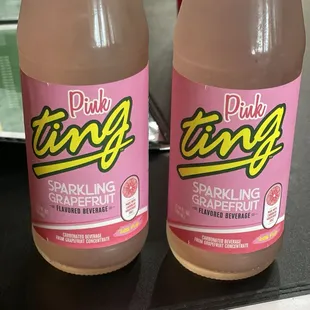 Pink
ting
SPARKLING
GRAPEFRUIT
FLAVORED BEVERAGE
CARBONATED BEVERAGE
FROM GRAPEFRUIT CONCENTRATE
Pink
ting
SPARKLING
GRAPEFRUIT
FLAVORED BEVERAGE
CARBONATED BEVERAGE
FROM GRAPEFRUIT CONCENTRATE